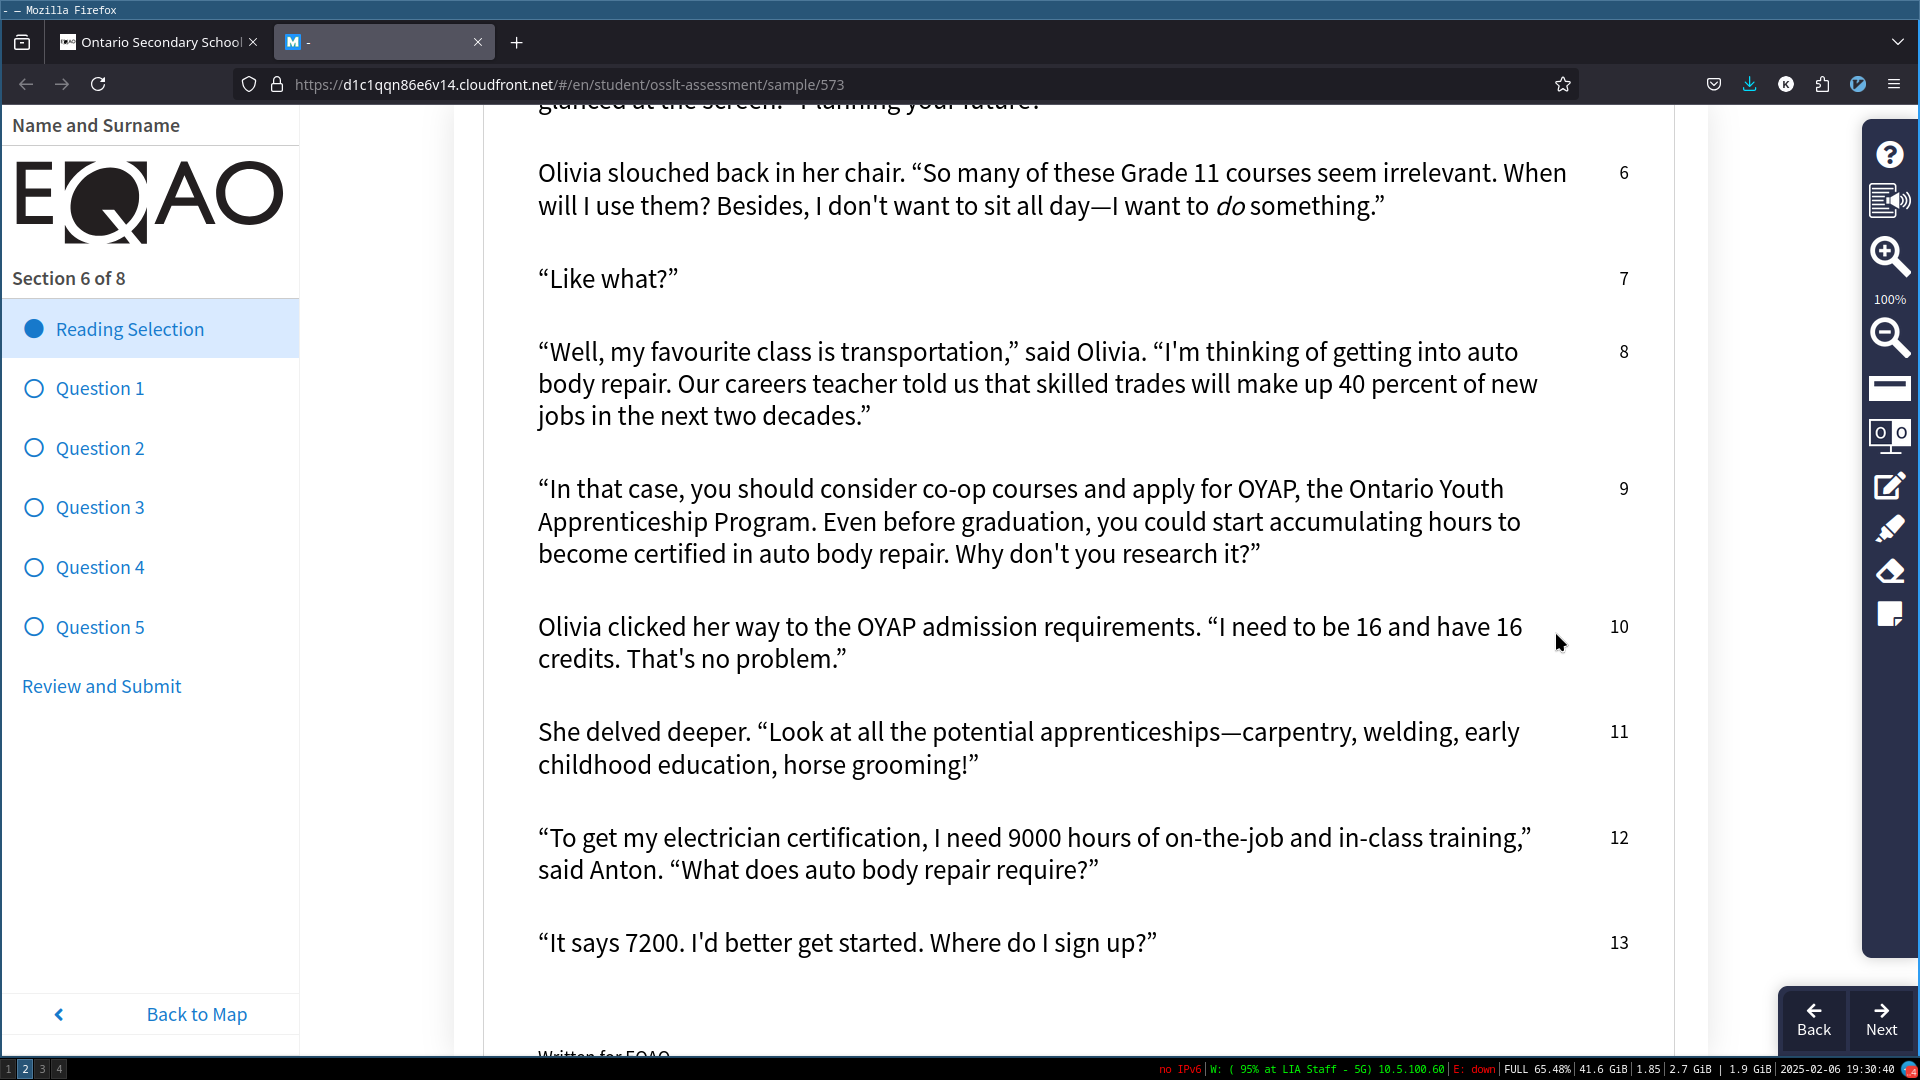 - — Mozilla Firefox
Ontario Secondary School
M -
https://d1c1qqn86e6v14.cloudfront.net/#/en/student/osslt-assessment/sample/573
K
Name and Surname
EQAO
Section 6 of 8
Reading Selection
Question 1
Question 2
Question 3
Question 4
Question 5
Review and Submit
Back to Map
glanced at the screen. “Planning your future?”
Olivia slouched back in her chair. “So many of these Grade 11 courses seem irrelevant. When 6
will I use them? Besides, I don't want to sit all day—I want to do something.”
“Like what?” 7
“Well, my favourite class is transportation,” said Olivia. “I'm thinking of getting into auto 8
body repair. Our careers teacher told us that skilled trades will make up 40 percent of new
jobs in the next two decades.”
“In that case, you should consider co-op courses and apply for OYAP, the Ontario Youth 9
Apprenticeship Program. Even before graduation, you could start accumulating hours to
become certified in auto body repair. Why don't you research it?”
Olivia clicked her way to the OYAP admission requirements. “I need to be 16 and have 16 10
credits. That's no problem.”
She delved deeper. “Look at all the potential apprenticeships—carpentry, welding, early 11
childhood education, horse grooming!”
“To get my electrician certification, I need 9000 hours of on-the-job and in-class training,” 12
said Anton. “What does auto body repair require?”
“It says 7200. I'd better get started. Where do I sign up?” 13
Written for EQAO
?
100%
O O
Back
Next
1 2 3 4
no IPv6 | W: ( 95% at LIA Staff - 5G) 10.5.100.60 | E: down | FULL 65.48% | 41.6 GiB | 1.85 | 2.7 GiB | 1.9 GiB | 2025-02-06 19:30:40